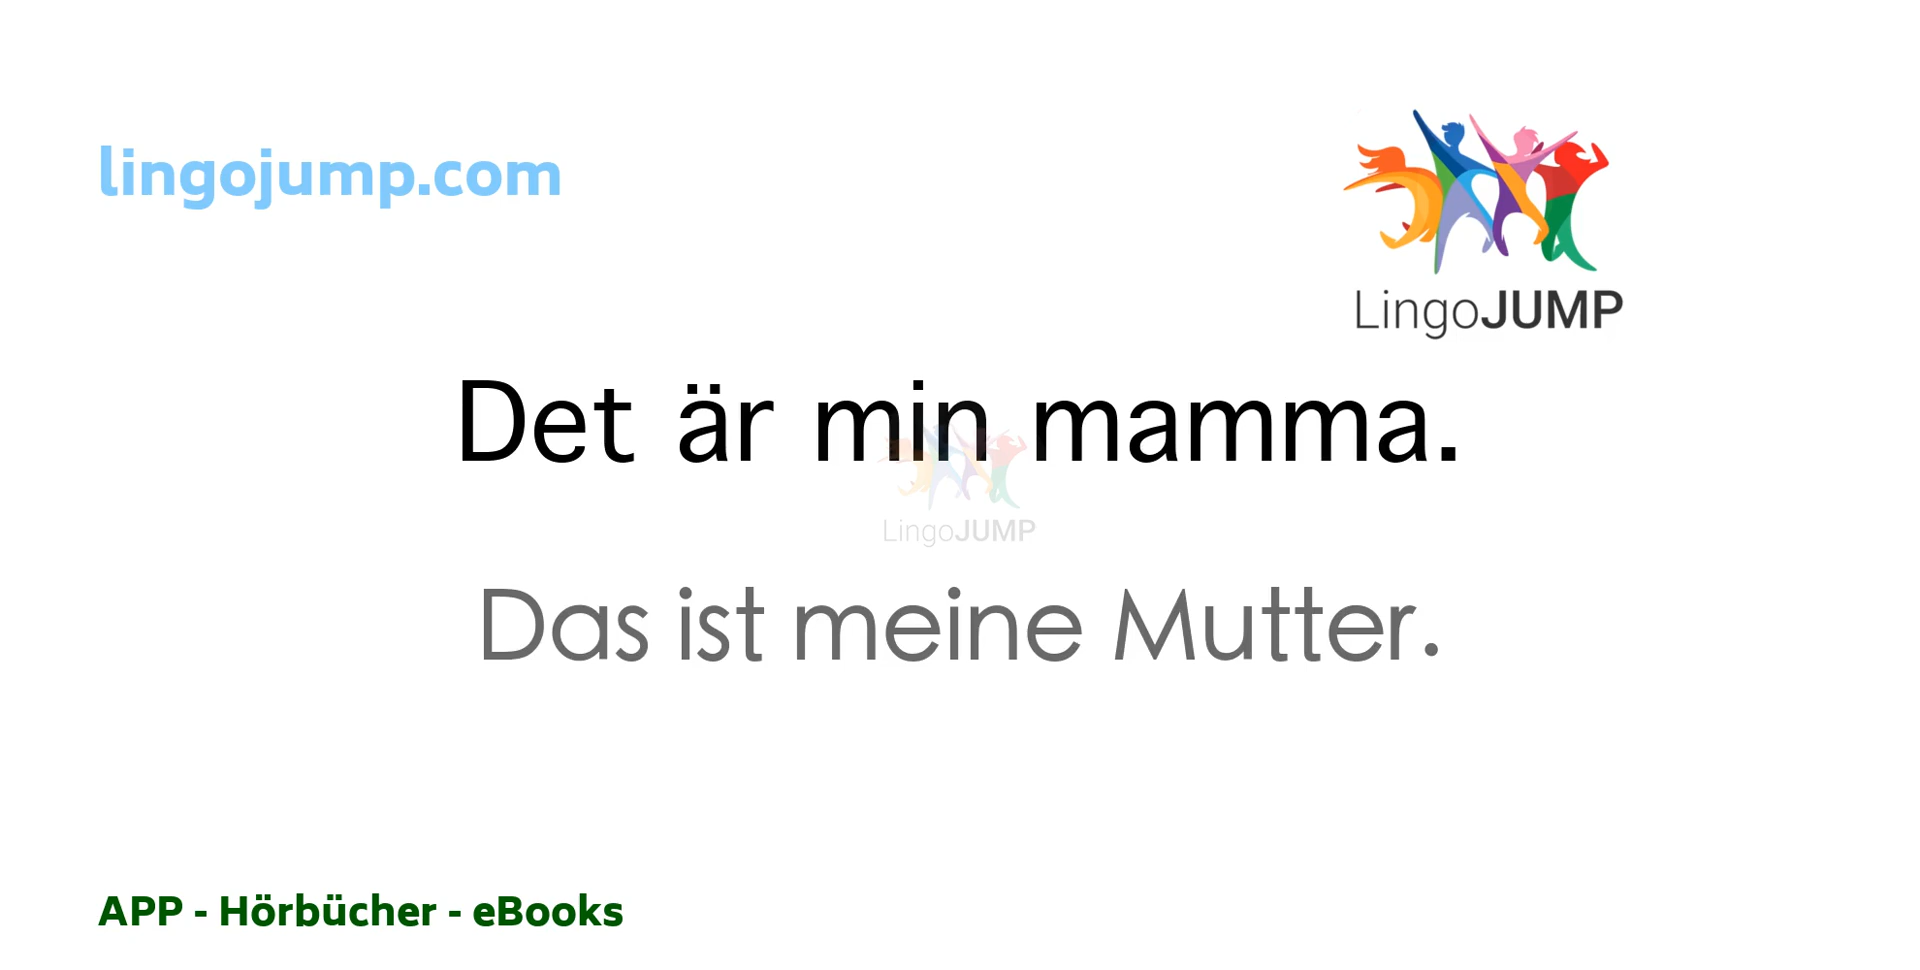 lingojump.com
LingoJUMP
Det är min mamma.
LingoJUMP
Das ist meine Mutter.
APP - Hörbücher - eBooks